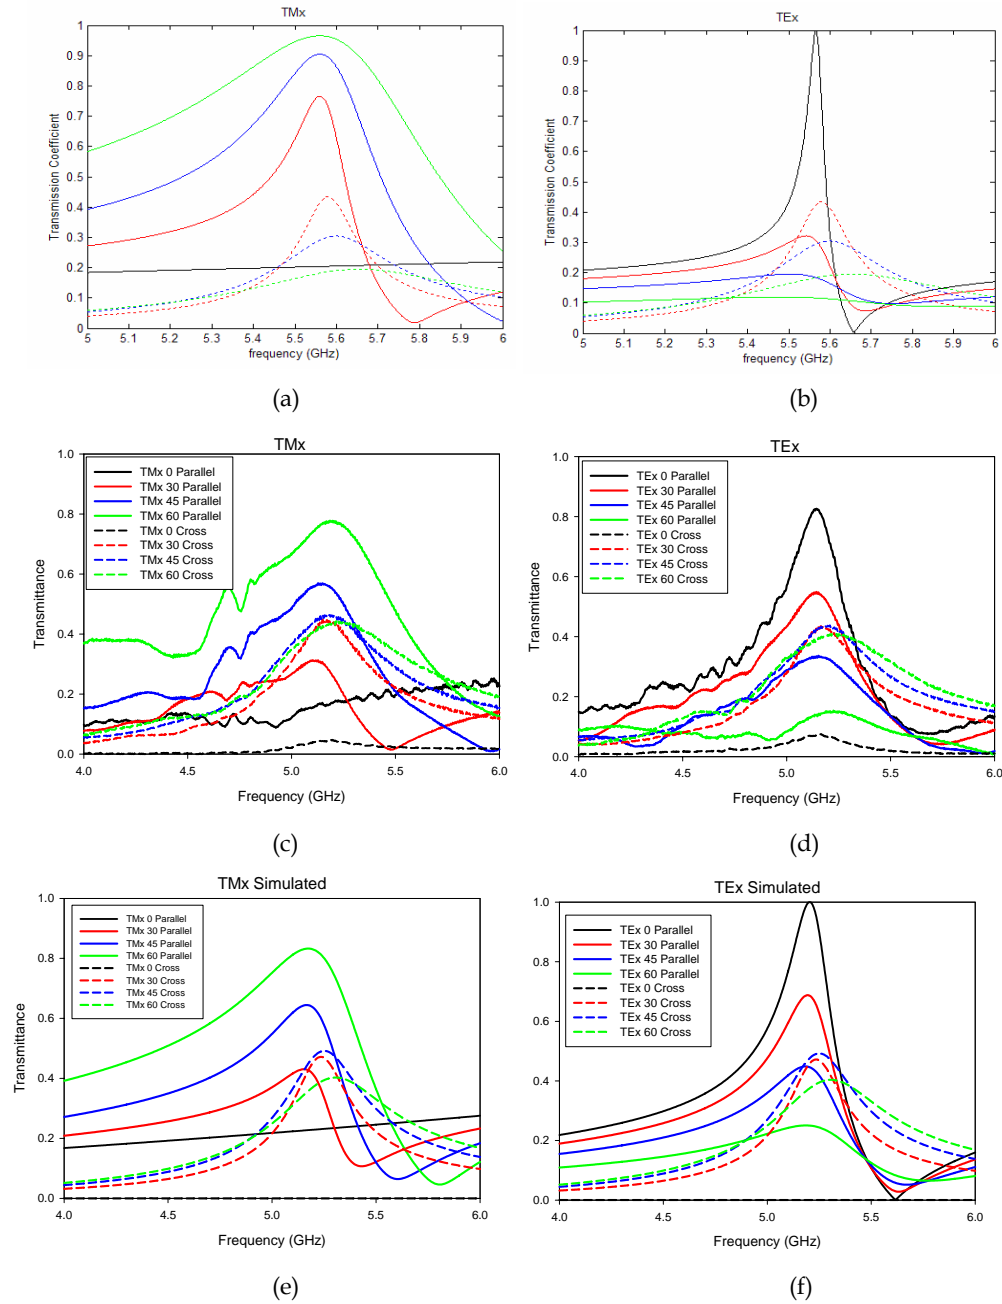 TMx
1
0.9
0.8
0.7
0.6
0.5
0.4
0.3
0.2
0.1
0
Transmission Coefficient
5 5.1 5.2 5.3 5.4 5.5 5.6 5.7 5.8 5.9 6
frequency (GHz)
(a)
TEx
1
0.9
0.8
0.7
0.6
0.5
0.4
0.3
0.2
0.1
0
Transmission Coefficient
5 5.1 5.2 5.3 5.4 5.5 5.6 5.7 5.8 5.9 6
frequency (GHz)
(b)
TMx
1.0
0.8
0.6
0.4
0.2
0.0
Transmittance
TMx 0 Parallel
TMx 30 Parallel
TMx 45 Parallel
TMx 60 Parallel
TMx 0 Cross
TMx 30 Cross
TMx 45 Cross
TMx 60 Cross
4.0 4.5 5.0 5.5 6.0
Frequency (GHz)
(c)
TEx
1.0
0.8
0.6
0.4
0.2
0.0
Transmittance
TEx 0 Parallel
TEx 30 Parallel
TEx 45 Parallel
TEx 60 Parallel
TEx 0 Cross
TEx 30 Cross
TEx 45 Cross
TEx 60 Cross
4.0 4.5 5.0 5.5 6.0
Frequency (GHz)
(d)
TMx Simulated
1.0
0.8
0.6
0.4
0.2
0.0
Transmittance
TMx 0 Parallel
TMx 30 Parallel
TMx 45 Parallel
TMx 60 Parallel
TMx 0 Cross
TMx 30 Cross
TMx 45 Cross
TMx 60 Cross
4.0 4.5 5.0 5.5 6.0
Frequency (GHz)
(e)
TEx Simulated
1.0
0.8
0.6
0.4
0.2
0.0
Transmittance
TEx 0 Parallel
TEx 30 Parallel
TEx 45 Parallel
TEx 60 Parallel
TEx 0 Cross
TEx 30 Cross
TEx 45 Cross
TEx 60 Cross
4.0 4.5 5.0 5.5 6.0
Frequency (GHz)
(f)